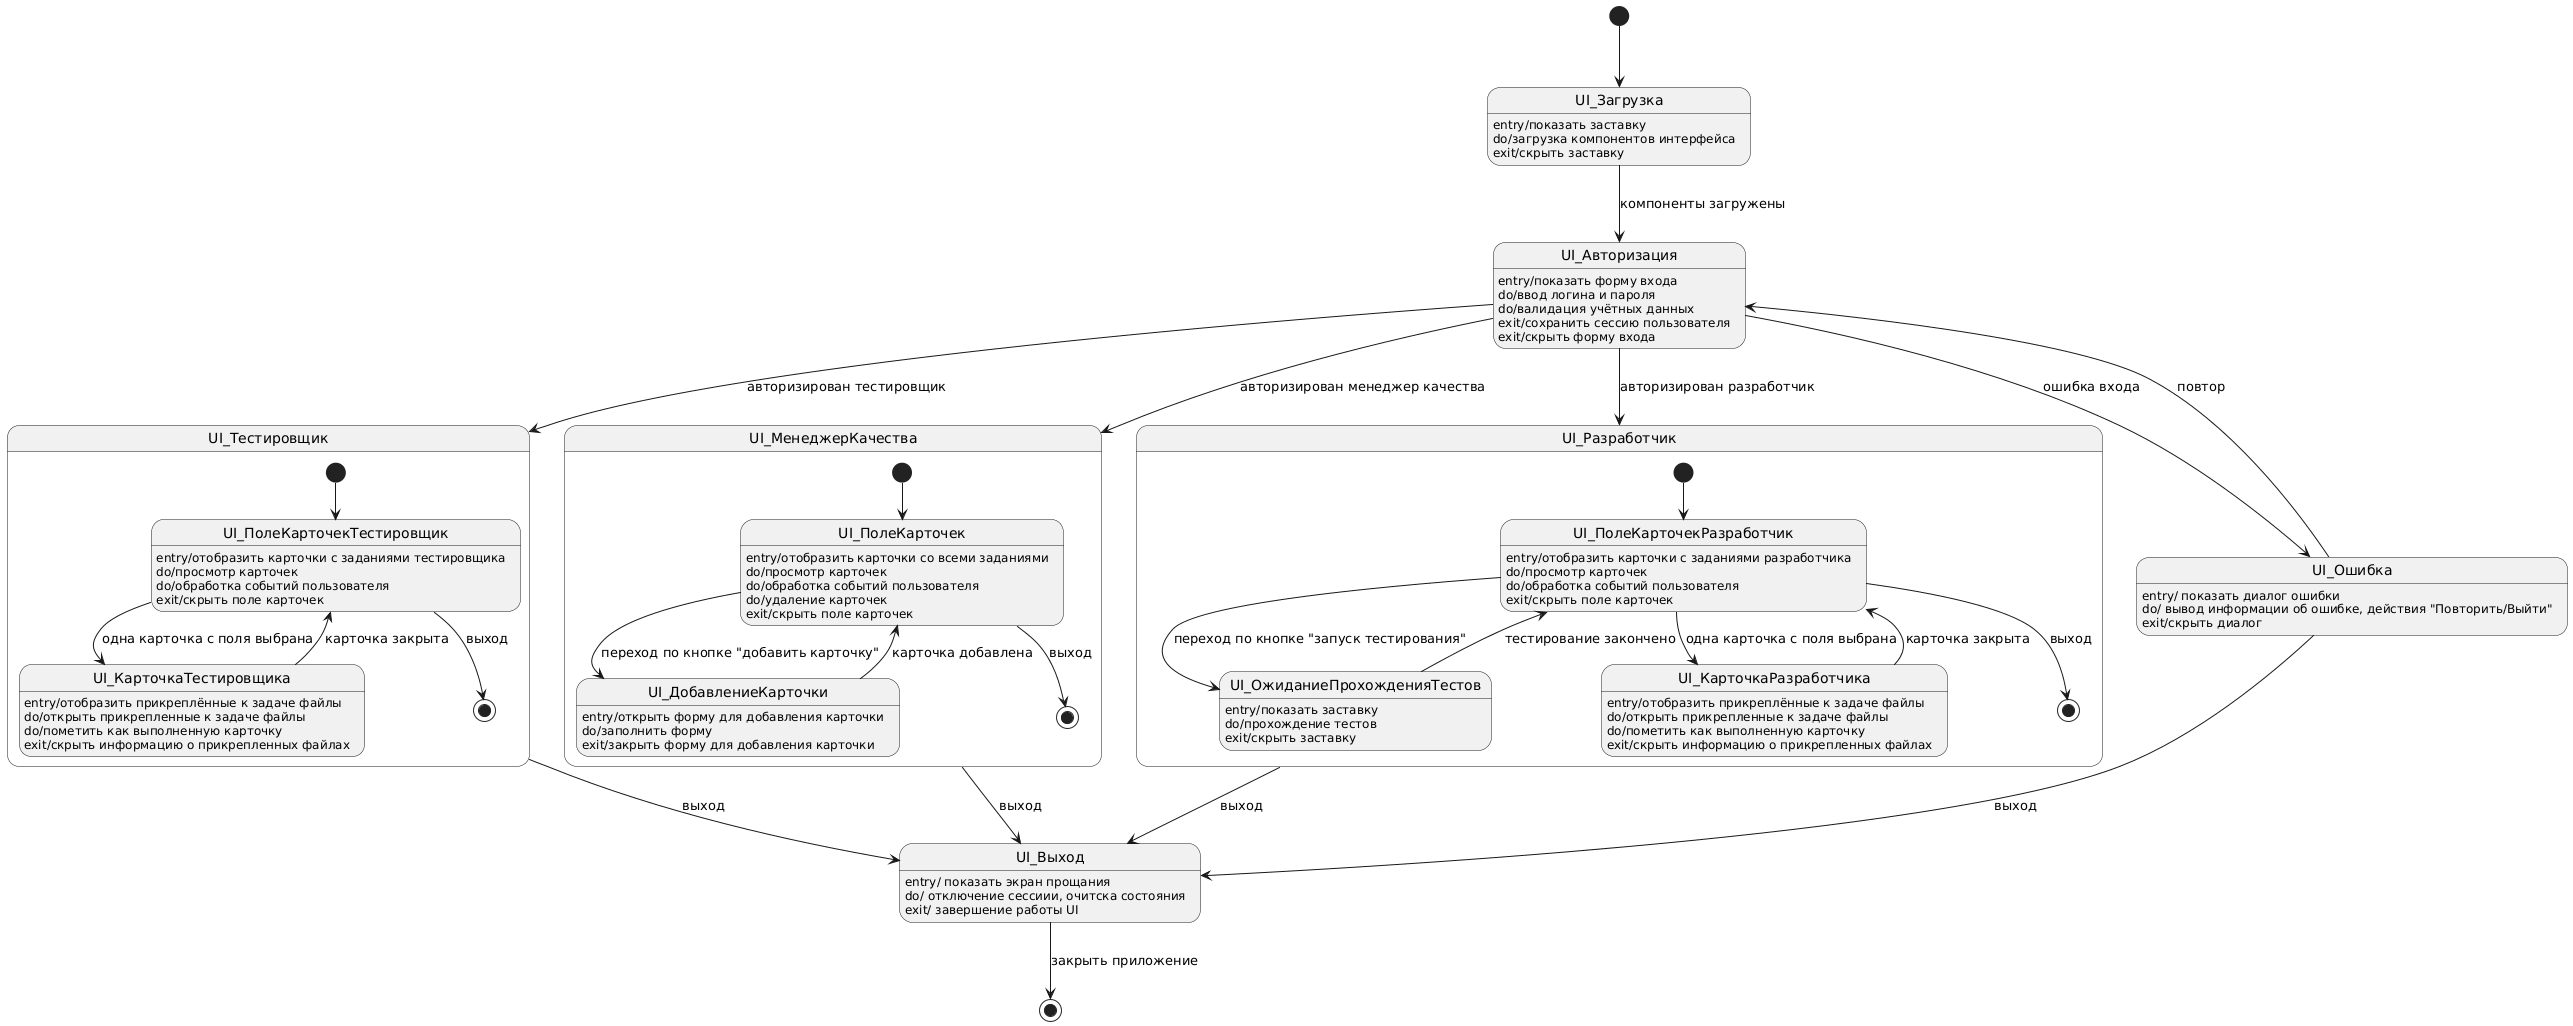 UI_Загрузка
entry/показать заставку
do/загрузка компонентов интерфейса
exit/скрыть заставку
компоненты загружены
UI_Авторизация
entry/показать форму входа
do/ввод логина и пароля
do/валидация учётных данных
exit/сохранить сессию пользователя
exit/скрыть форму входа
авторизирован тестировщик
авторизирован менеджер качества
авторизирован разработчик
ошибка входа
повтор
UI_Тестировщик
UI_ПолеКарточекТестировщик
entry/отобразить карточки с заданиями тестировщика
do/просмотр карточек
do/обработка событий пользователя
exit/скрыть поле карточек
одна карточка с поля выбрана
карточка закрыта
выход
UI_КарточкаТестировщика
entry/отобразить прикреплённые к задаче файлы
do/открыть прикрепленные к задаче файлы
do/пометить как выполненную карточку
exit/скрыть информацию о прикрепленных файлах
UI_МенеджерКачества
UI_ПолеКарточек
entry/отобразить карточки со всеми заданиями
do/просмотр карточек
do/обработка событий пользователя
do/удаление карточек
exit/скрыть поле карточек
переход по кнопке "добавить карточку"
карточка добавлена
выход
UI_ДобавлениеКарточки
entry/открыть форму для добавления карточки
do/заполнить форму
exit/закрыть форму для добавления карточки
UI_Разработчик
UI_ПолеКарточекРазработчик
entry/отобразить карточки с заданиями разработчика
do/просмотр карточек
do/обработка событий пользователя
exit/скрыть поле карточек
переход по кнопке "запуск тестирования"
тестирование закончено
одна карточка с поля выбрана
карточка закрыта
выход
UI_ОжиданиеПрохожденияТестов
entry/показать заставку
do/прохождение тестов
exit/скрыть заставку
UI_КарточкаРазработчика
entry/отобразить прикреплённые к задаче файлы
do/открыть прикрепленные к задаче файлы
do/пометить как выполненную карточку
exit/скрыть информацию о прикрепленных файлах
UI_Ошибка
entry/ показать диалог ошибки
do/ вывод информации об ошибке, действия "Повторить/Выйти"
exit/скрыть диалог
выход
выход
выход
выход
UI_Выход
entry/ показать экран прощания
do/ отключение сессиии, очитска состояния
exit/ завершение работы UI
закрыть приложение